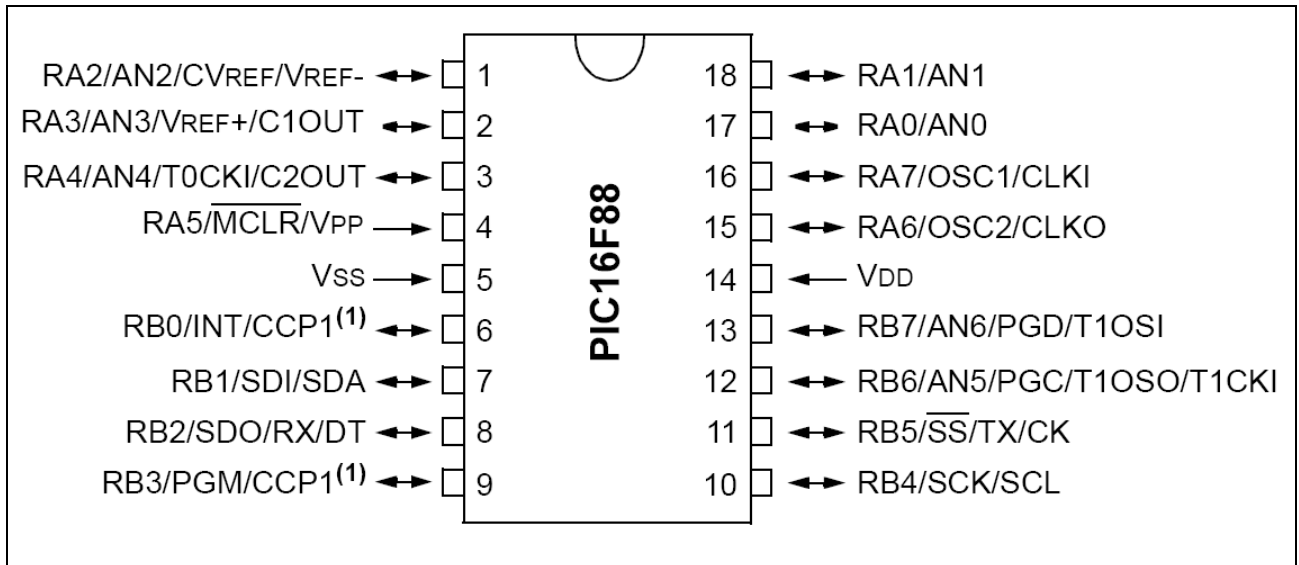 RA2/AN2/CVREF/VREF- 1 18 RA1/AN1
RA3/AN3/VREF+/C1OUT 2 17 RA0/AN0
RA4/AN4/T0CKI/C2OUT 3 16 RA7/OSC1/CLKI
RA5/MCLR/VPP 4 15 RA6/OSC2/CLKO
VSS 5 14 VDD
RB0/INT/CCP1(1) 6 13 RB7/AN6/PGD/T1OSI
RB1/SDI/SDA 7 12 RB6/AN5/PGC/T1OSO/T1CKI
RB2/SDO/RX/DT 8 11 RB5/SS/TX/CK
RB3/PGM/CCP1(1) 9 10 RB4/SCK/SCL
PIC16F88